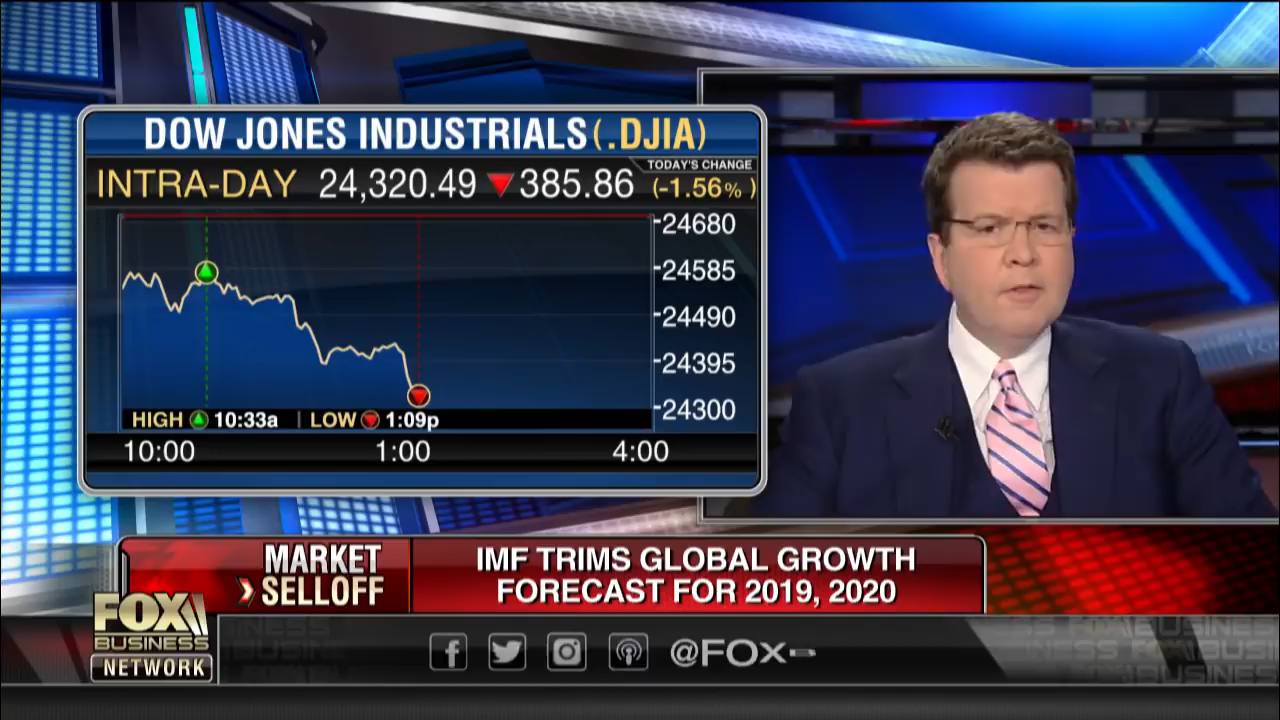 DOW JONES INDUSTRIALS (.DJIA)
TODAY'S CHANGE
INTRA-DAY 24,320.49 ▼ 385.86 (-1.56%)
24680
24585
24490
24395
24300
HIGH ▲ 10:33a | LOW ▼ 1:09p
10:00 1:00 4:00
MARKET
SELLOFF
IMF TRIMS GLOBAL GROWTH
FORECAST FOR 2019, 2020
FOX
BUSINESS
NETWORK
@FOX